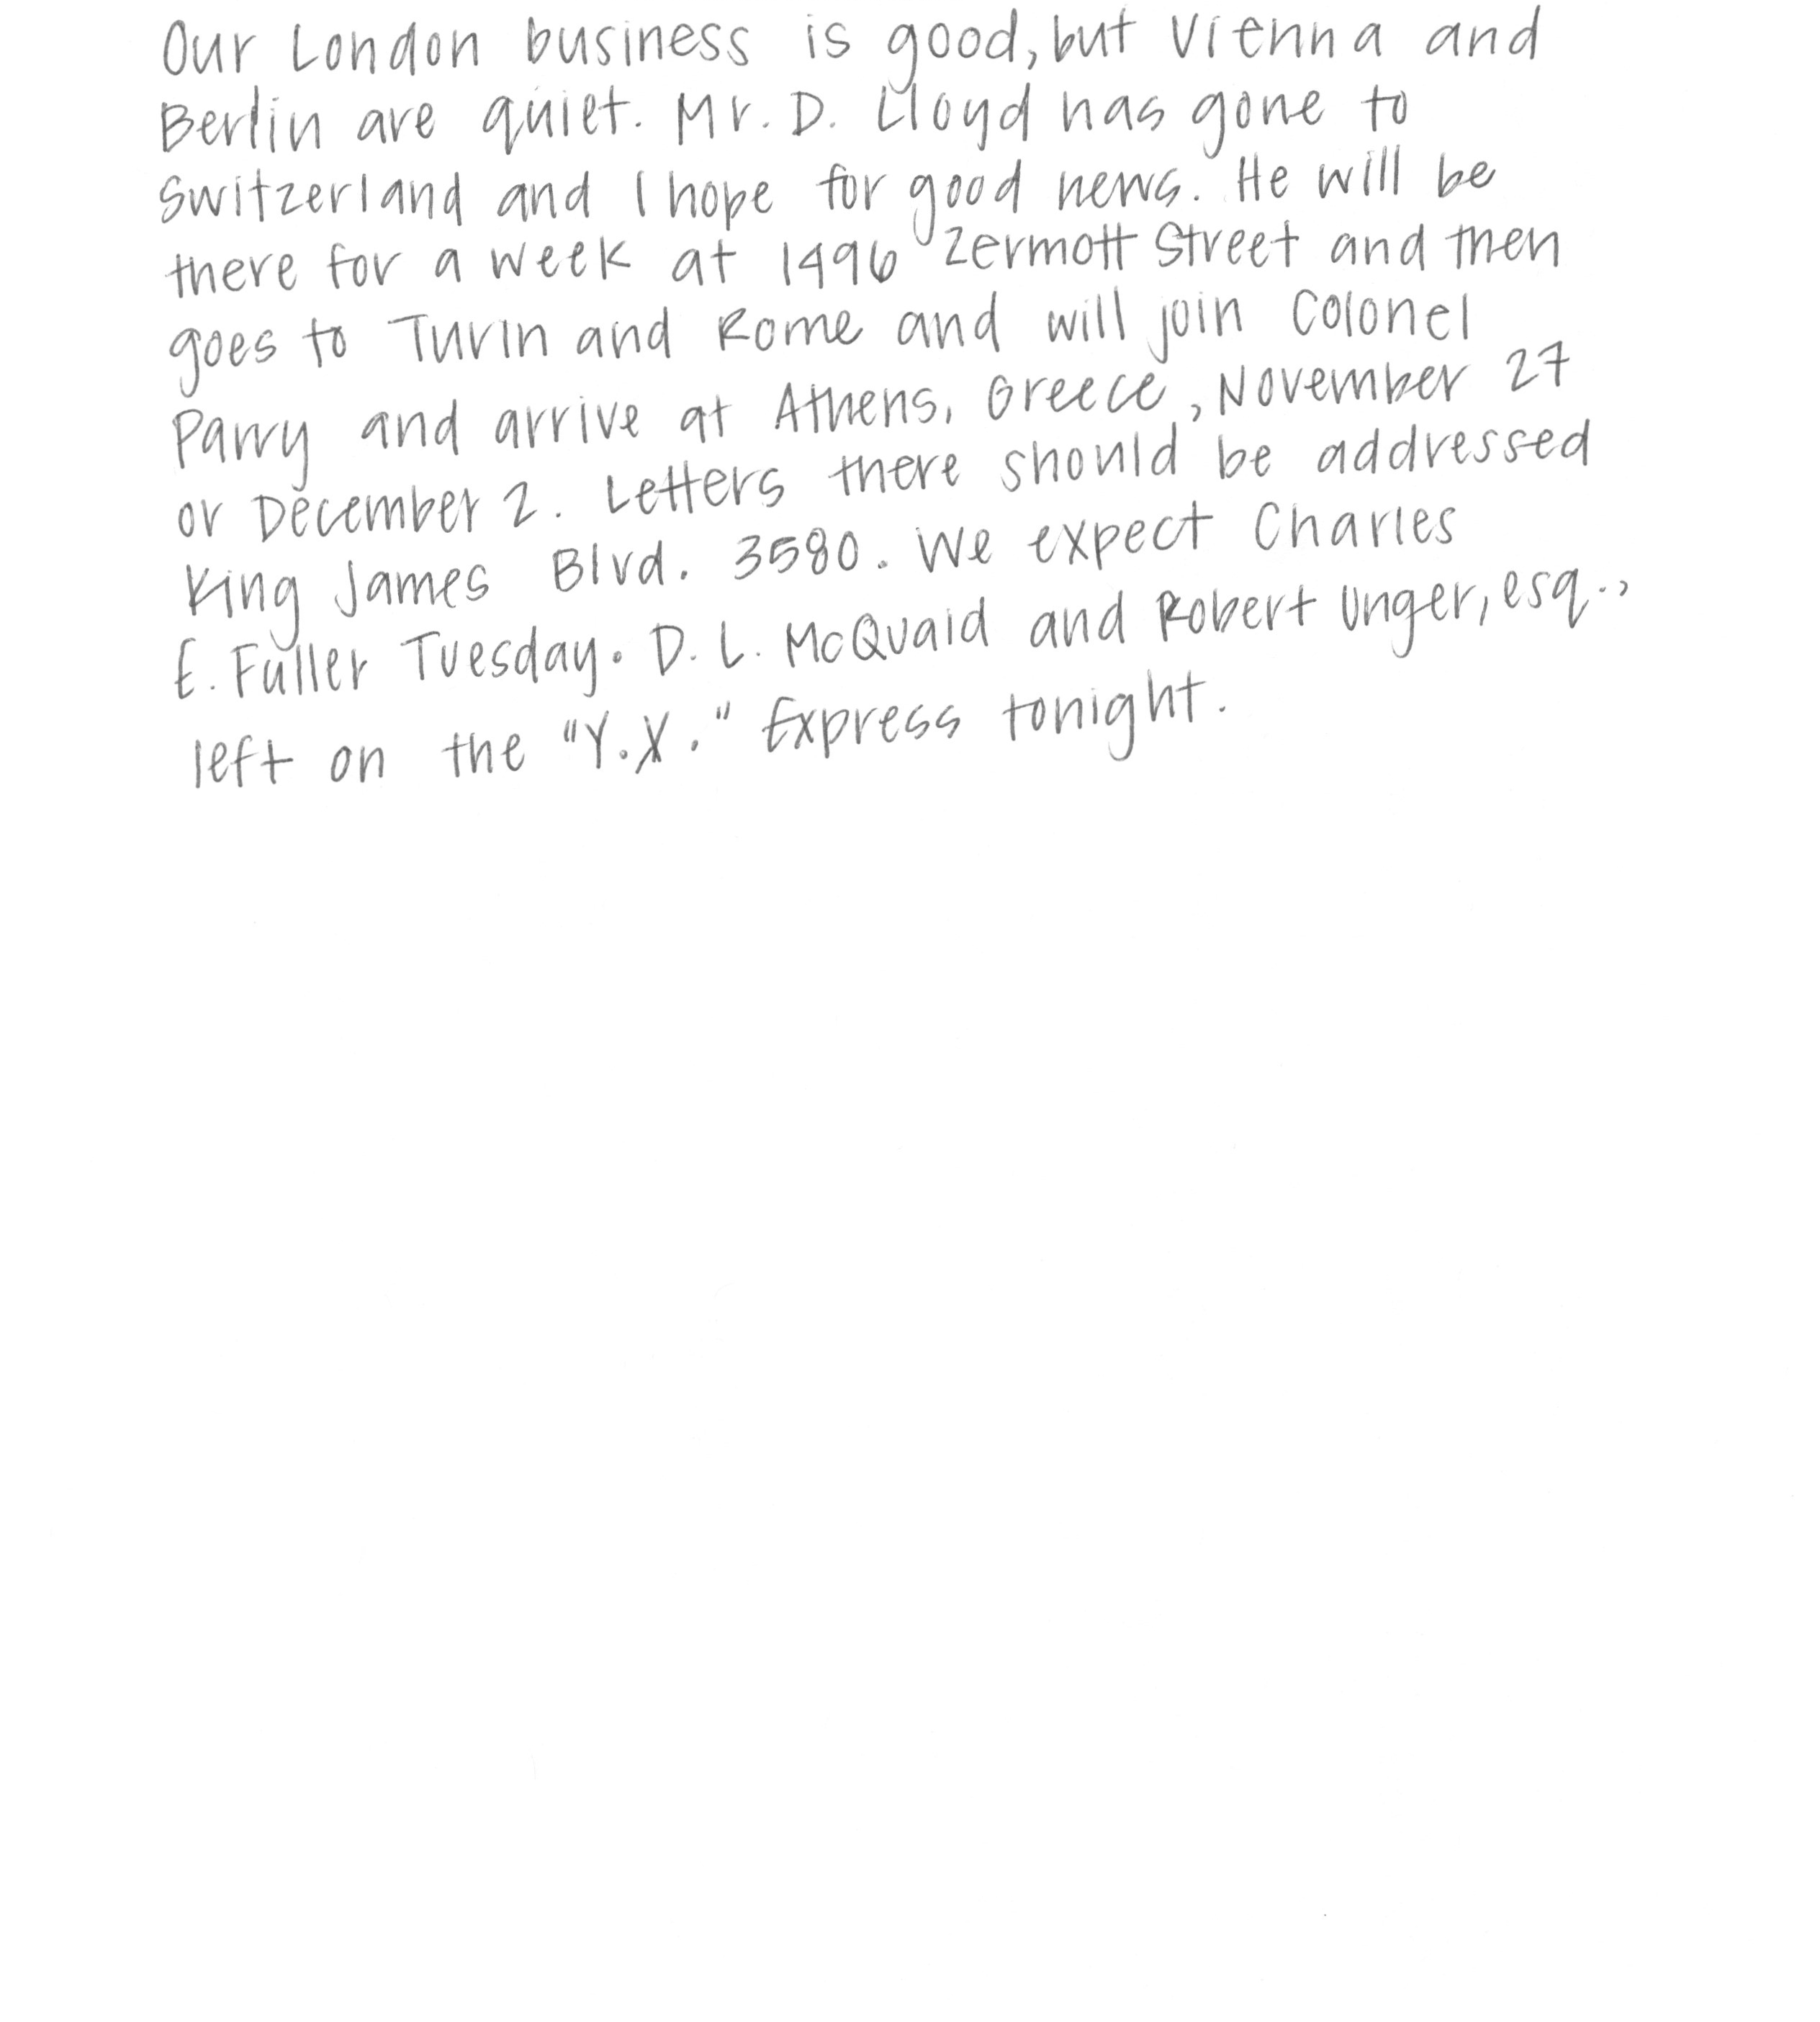 Our London business is good, but Vienna and
Berlin are quiet. Mr. D. Lloyd has gone to
Switzerland and I hope for good news. He will be
there for a week at 1496 Zermott Street and then
goes to Turin and Rome and will join Colonel
Parry and arrive at Athens, Greece, November 27
or December 2. Letters there should be addressed
King James Blvd. 3580. We expect Charles
E. Fuller Tuesday. D. L. McQuaid and Robert Unger, esq.,
left on the "Y.X." Express tonight.